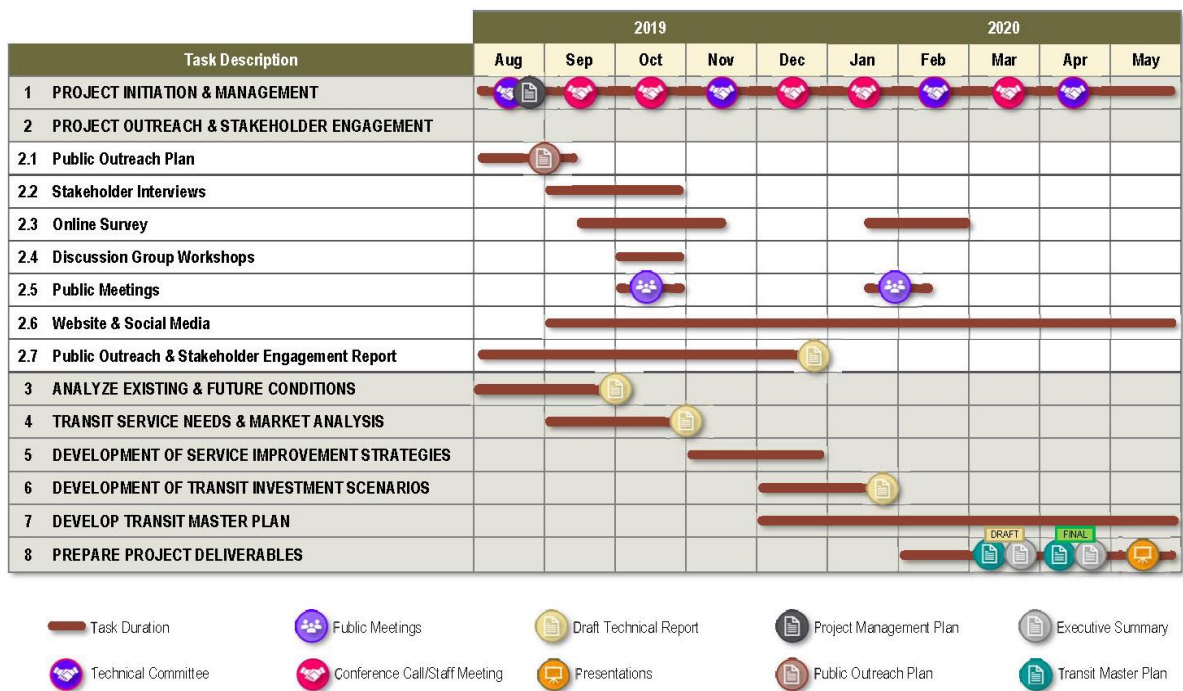 2019 2020
Task Description Aug Sep Oct Nov Dec Jan Feb Mar Apr May
1 PROJECT INITIATION & MANAGEMENT
2 PROJECT OUTREACH & STAKEHOLDER ENGAGEMENT
2.1 Public Outreach Plan
2.2 Stakeholder Interviews
2.3 Online Survey
2.4 Discussion Group Workshops
2.5 Public Meetings
2.6 Website & Social Media
2.7 Public Outreach & Stakeholder Engagement Report
3 ANALYZE EXISTING & FUTURE CONDITIONS
4 TRANSIT SERVICE NEEDS & MARKET ANALYSIS
5 DEVELOPMENT OF SERVICE IMPROVEMENT STRATEGIES
6 DEVELOPMENT OF TRANSIT INVESTMENT SCENARIOS
7 DEVELOP TRANSIT MASTER PLAN
DRAFT FINAL
8 PREPARE PROJECT DELIVERABLES
Task Duration Public Meetings Draft Technical Report Project Management Plan Executive Summary
Technical Committee Conference Call/Staff Meeting Presentations Public Outreach Plan Transit Master Plan